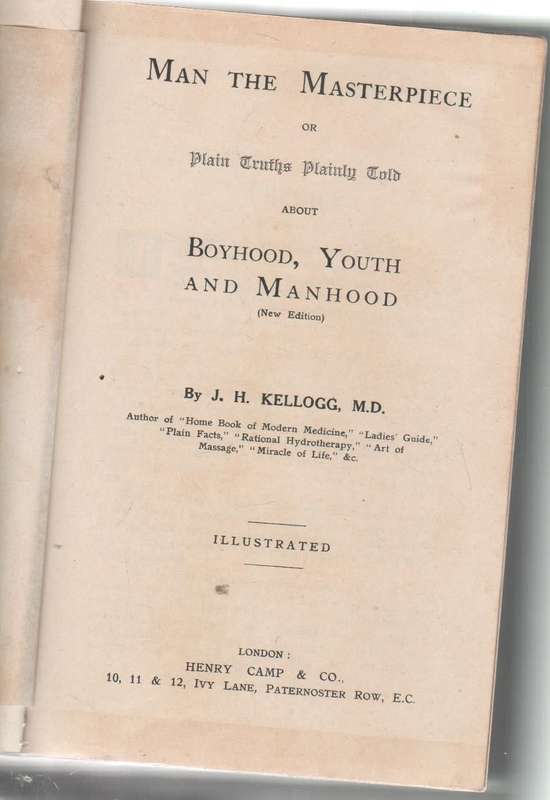 MAN THE MASTERPIECE
OR
Plain Truths Plainly Told
ABOUT
BOYHOOD, YOUTH
AND MANHOOD
(New Edition)
By J. H. KELLOGG, M.D.
Author of "Home Book of Modern Medicine," "Ladies' Guide,"
"Plain Facts," "Rational Hydrotherapy," "Art of
Massage," "Miracle of Life," &c.
ILLUSTRATED
LONDON:
HENRY CAMP & CO.,
10, 11 & 12, IVY LANE, PATERNOSTER ROW, E.C.